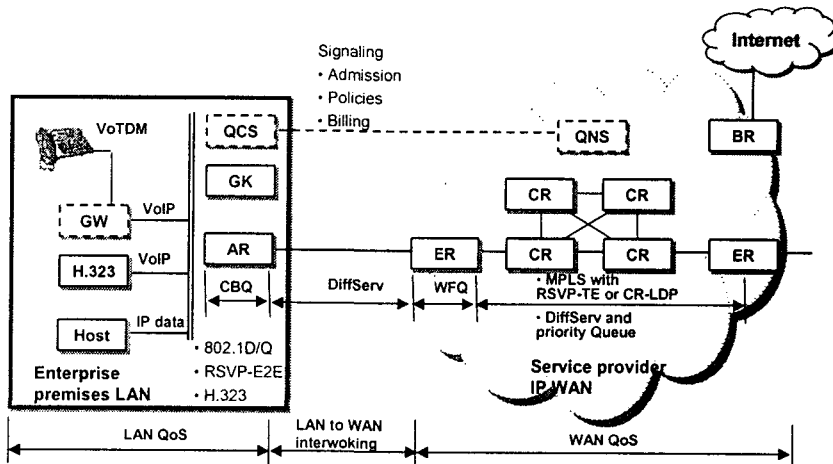 Internet
Signaling
• Admission
• Policies
• Billing
VoTDM
QCS
QNS
BR
GK
CR
CR
GW
VoIP
AR
ER
CR
CR
ER
H.323
VoIP
CBQ
DiffServ
WFQ
• MPLS with
RSVP-TE or CR-LDP
• DiffServ and
priority Queue
Host
IP data
• 802.1D/Q
• RSVP-E2E
• H.323
Enterprise
premises LAN
Service provider
IP WAN
LAN QoS
LAN to WAN
interwoking
WAN QoS